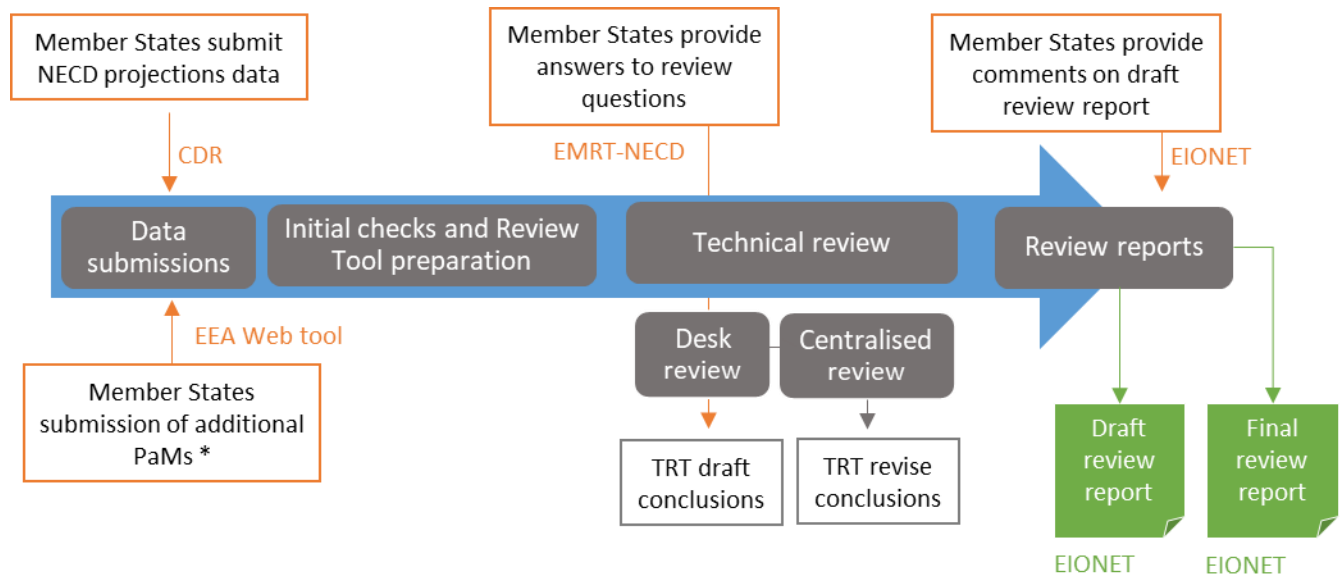 Member States submit
NECD projections data
Member States provide
answers to review
questions
Member States provide
comments on draft
review report
CDR
EMRT-NECD
EIONET
Data
submissions
Initial checks and Review
Tool preparation
Technical review
Review reports
EEA Web tool
Member States
submission of additional
PaMs *
Desk
review
Centralised
review
TRT draft
conclusions
TRT revise
conclusions
Draft
review
report
Final
review
report
EIONET
EIONET